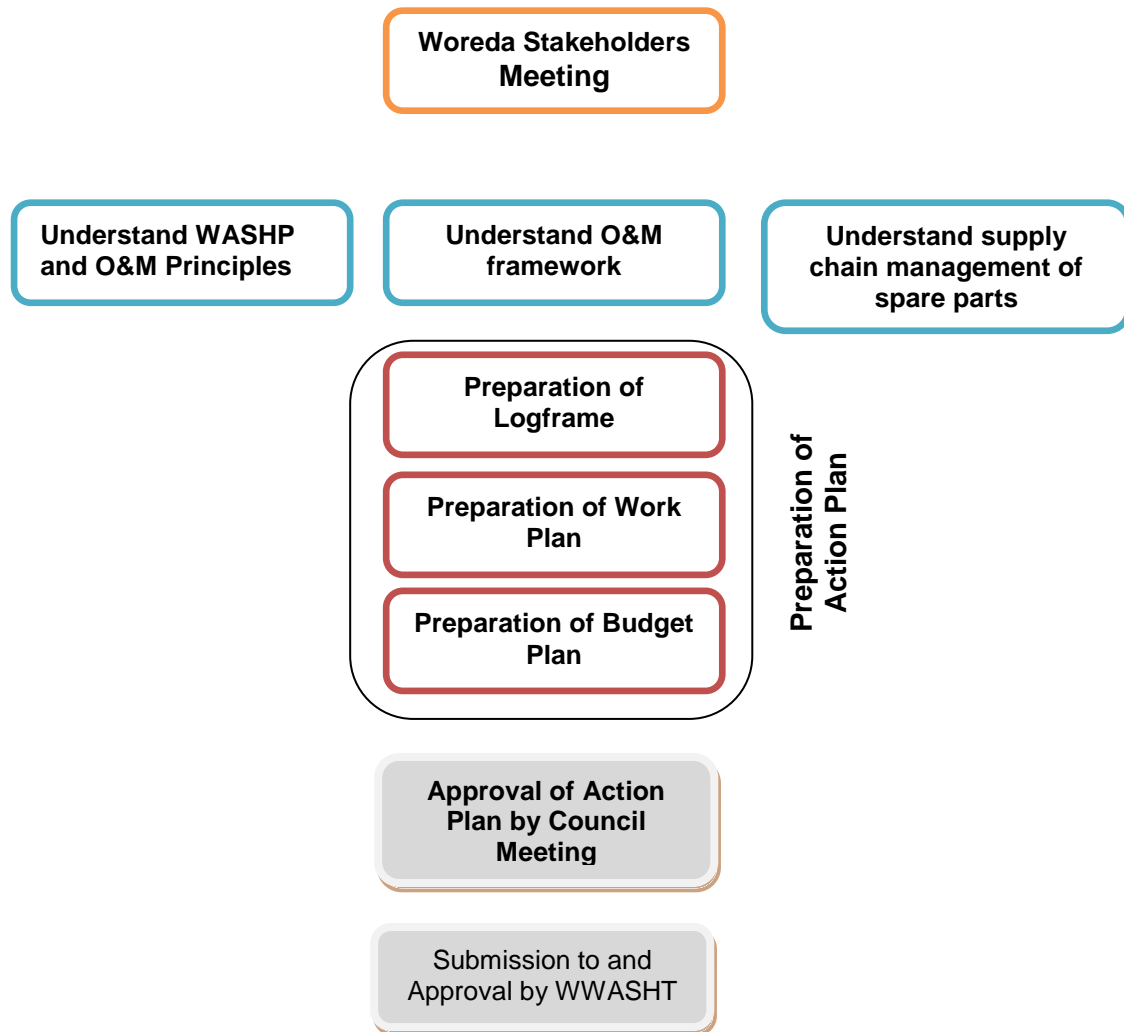 Woreda Stakeholders
Meeting
Understand WASHP
and O&M Principles
Understand O&M
framework
Understand supply
chain management of
spare parts
Preparation of
Logframe
Preparation of Work
Plan
Preparation of Budget
Plan
Preparation of
Action Plan
Approval of Action
Plan by Council
Meeting
Submission to and
Approval by WWASHT